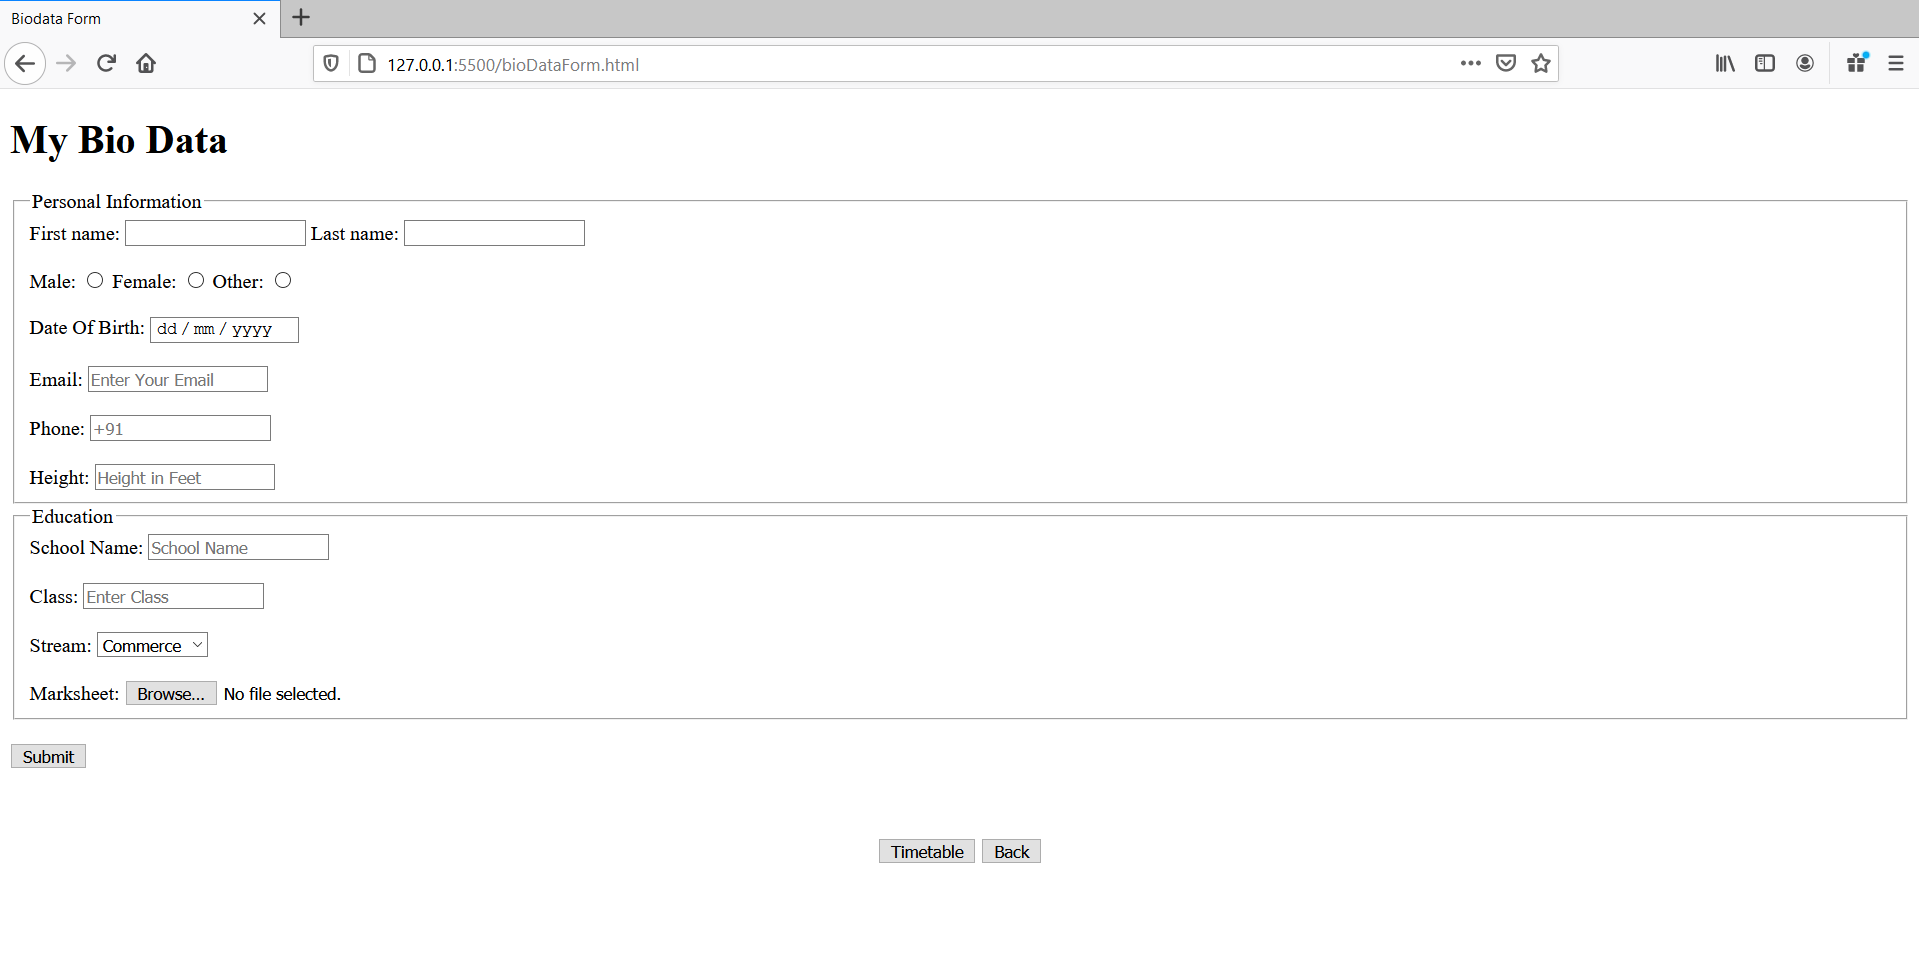 Biodata Form
127.0.0.1:5500/bioDataForm.html
My Bio Data
Personal Information
First name: Last name:
Male: Female: Other:
Date Of Birth: dd / mm / yyyy
Email: Enter Your Email
Phone: +91
Height: Height in Feet
Education
School Name: School Name
Class: Enter Class
Stream: Commerce
Marksheet: Browse... No file selected.
Submit
Timetable Back